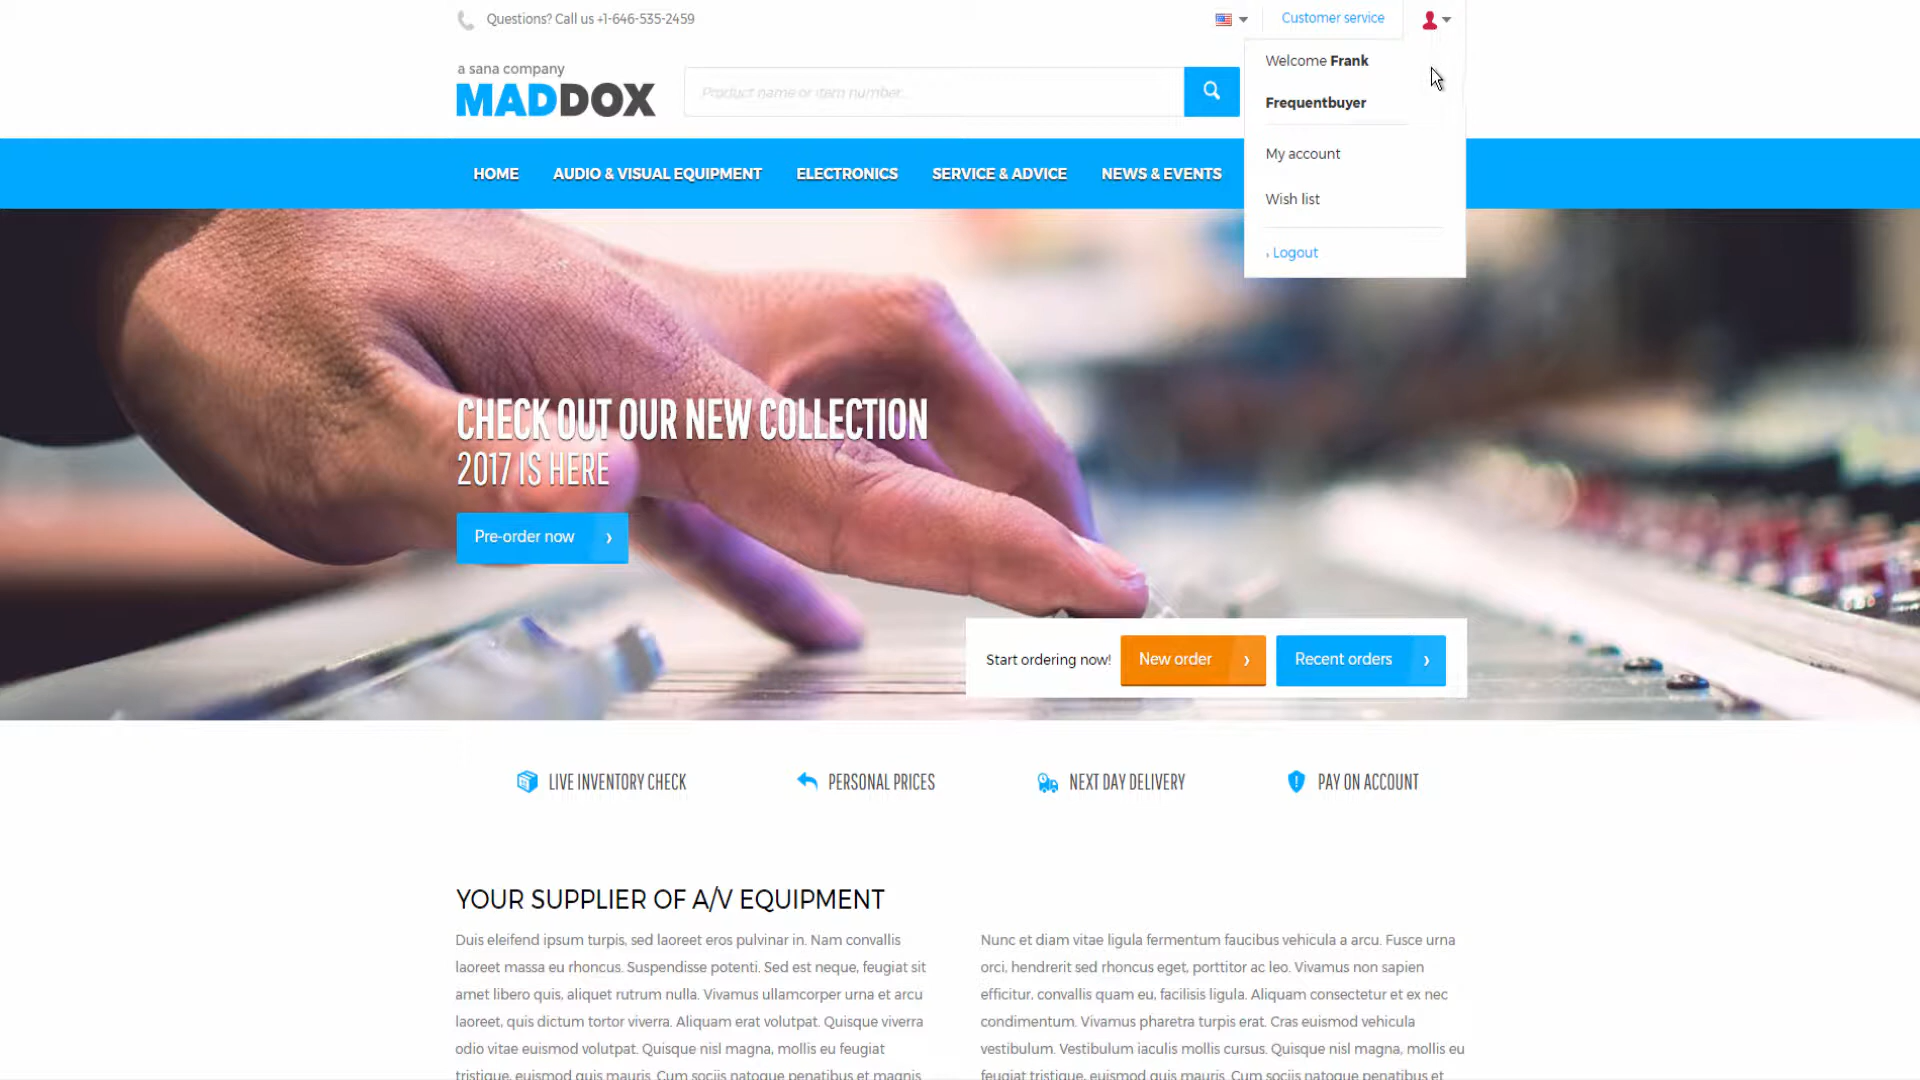 Questions? Call us +1-646-535-2459
Customer service
a sana company
MADDOX
Product name or item number...
Welcome Frank
Frequentbuyer
My account
Wish list
› Logout
HOME
AUDIO & VISUAL EQUIPMENT
ELECTRONICS
SERVICE & ADVICE
NEWS & EVENTS
CHECK OUT OUR NEW COLLECTION
2017 IS HERE
Pre-order now ›
Start ordering now!
New order ›
Recent orders ›
LIVE INVENTORY CHECK
PERSONAL PRICES
NEXT DAY DELIVERY
PAY ON ACCOUNT
YOUR SUPPLIER OF A/V EQUIPMENT
Duis eleifend ipsum turpis, sed laoreet eros pulvinar in. Nam convallis
laoreet massa eu rhoncus. Suspendisse potenti. Sed est neque, feugiat sit
amet libero quis, aliquet rutrum nulla. Vivamus ullamcorper urna et arcu
laoreet, quis dictum tortor viverra. Aliquam erat volutpat. Quisque viverra
odio vitae euismod volutpat. Quisque nisl magna, mollis eu feugiat
tristique, euismod quis mauris. Cum sociis natoque penatibus et magnis
Nunc et diam vitae ligula fermentum faucibus vehicula a arcu. Fusce urna
orci, hendrerit sed rhoncus eget, porttitor ac leo. Vivamus non sapien
efficitur, convallis quam eu, facilisis ligula. Aliquam consectetur et ex nec
condimentum. Vivamus pharetra turpis erat. Cras euismod vehicula
vestibulum. Vestibulum iaculis mollis cursus. Quisque nisl magna, mollis eu
feugiat tristique, euismod quis mauris. Cum sociis natoque penatibus et